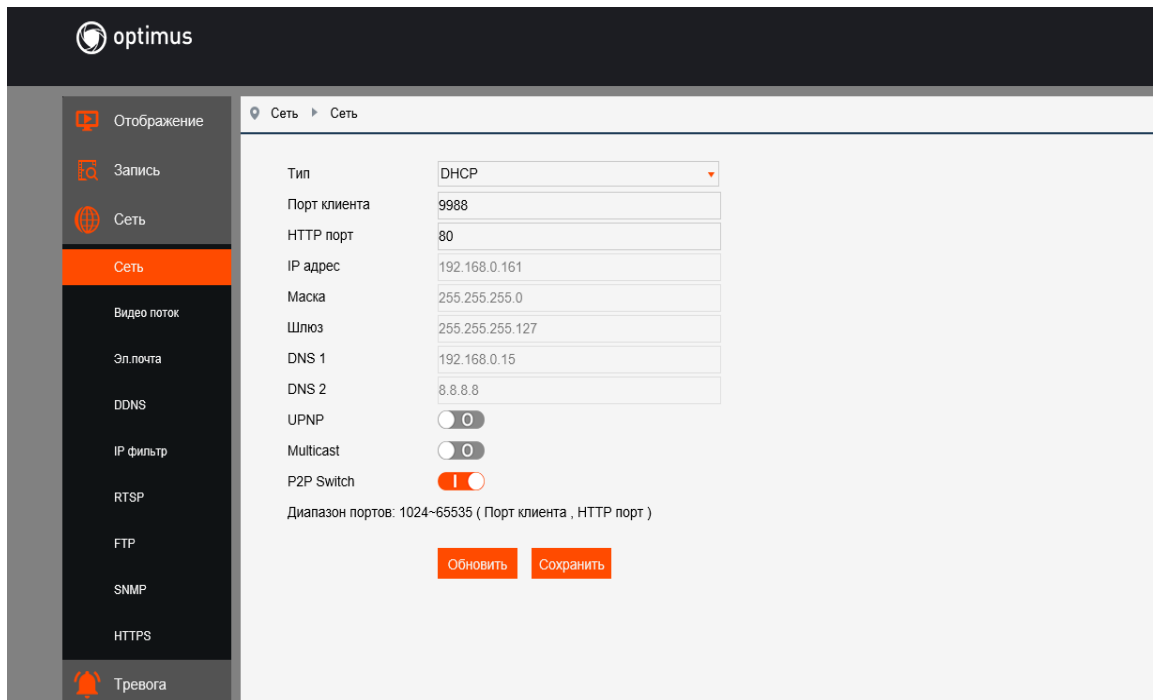 optimus
Отображение
Запись
Сеть
Сеть
Видео поток
Эл.почта
DDNS
IP фильтр
RTSP
FTP
SNMP
HTTPS
Тревога
Сеть Сеть
Тип DHCP
Порт клиента 9988
HTTP порт 80
IP адрес 192.168.0.161
Маска 255.255.255.0
Шлюз 255.255.255.127
DNS 1 192.168.0.15
DNS 2 8.8.8.8
UPNP
Multicast
P2P Switch
Диапазон портов: 1024~65535 ( Порт клиента , HTTP порт )
Обновить Сохранить